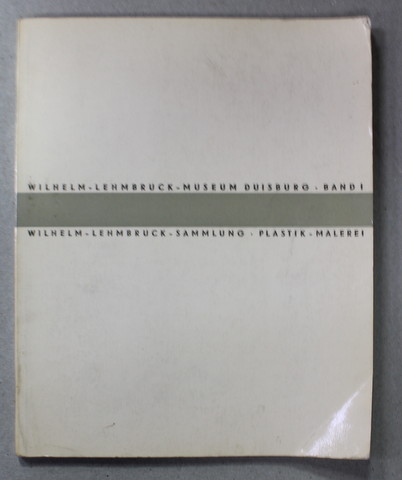 WILHELM-LEHMBRUCK-MUSEUM DUISBURG · BAND I
WILHELM-LEHMBRUCK-SAMMLUNG · PLASTIK-MALEREI